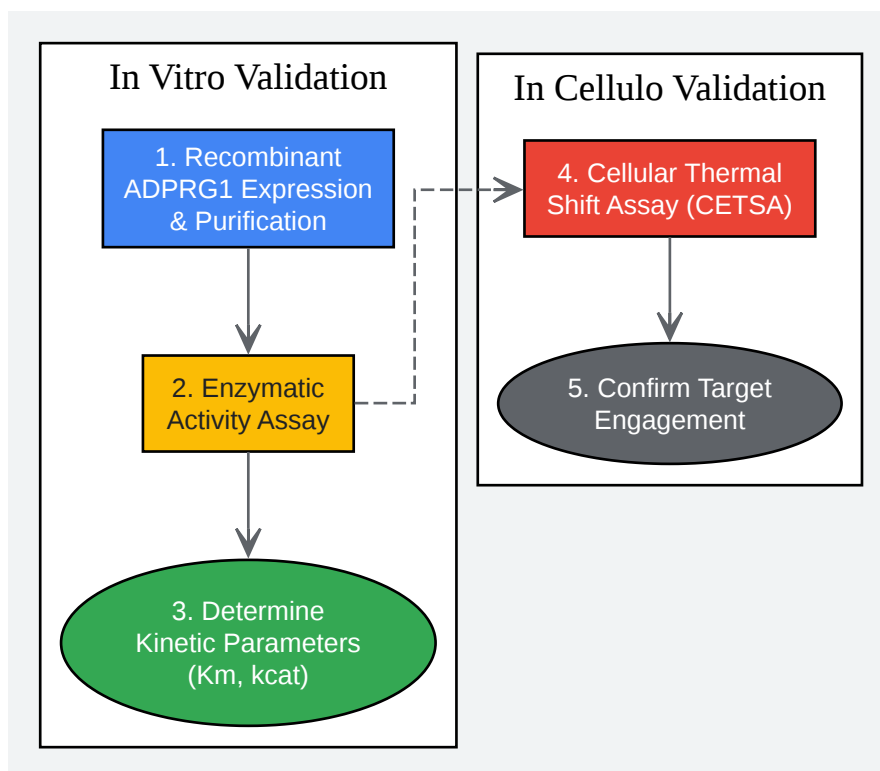 In Vitro Validation
1. Recombinant
ADPRG1 Expression
& Purification
2. Enzymatic
Activity Assay
3. Determine
Kinetic Parameters
(Km, kcat)
In Cellulo Validation
4. Cellular Thermal
Shift Assay (CETSA)
5. Confirm Target
Engagement